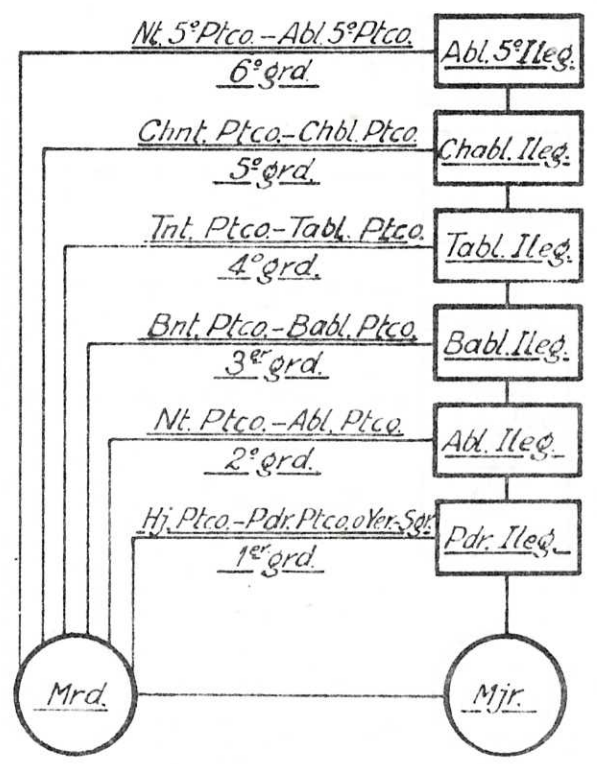 Nt. 5º Ptco.-Abl. 5º Ptco.
6º grd.
Abl. 5º Ileg.
Chnt. Ptco.-Chbl. Ptco.
5º grd.
Chabl. Ileg.
Tnt. Ptco.-Tabl. Ptco.
4º grd.
Tabl. Ileg.
Bnt. Ptco.-Babl. Ptco.
3er grd.
Babl. Ileg.
Nt. Ptco.-Abl. Ptco.
2º grd.
Abl. Ileg.
Hj. Ptco.-Pdr. Ptco. o Yer.-Sgr.
1er grd.
Pdr. Ileg.
Mrd.
Mjr.